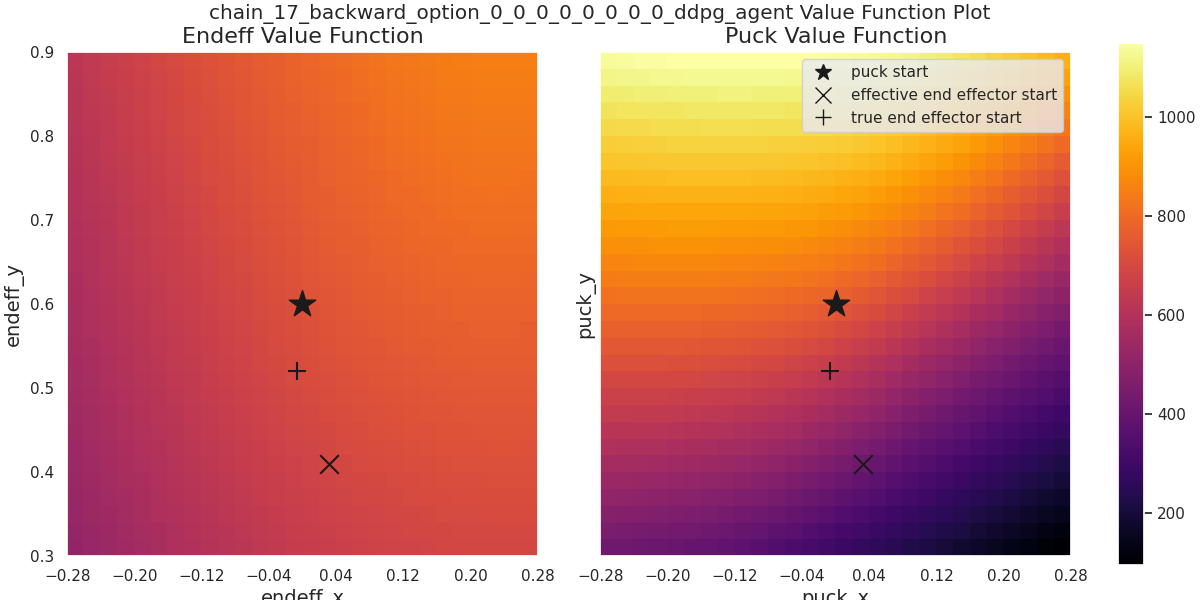 chain_17_backward_option_0_0_0_0_0_0_0_0_ddpg_agent Value Function Plot
Endeff Value Function
Puck Value Function
0.9
0.8
0.7
0.6
0.5
0.4
0.3
endeff_y
−0.28 −0.20 −0.12 −0.04 0.04 0.12 0.20 0.28
endeff_x
puck_y
puck start
effective end effector start
true end effector start
−0.28 −0.20 −0.12 −0.04 0.04 0.12 0.20 0.28
puck_x
1000
800
600
400
200